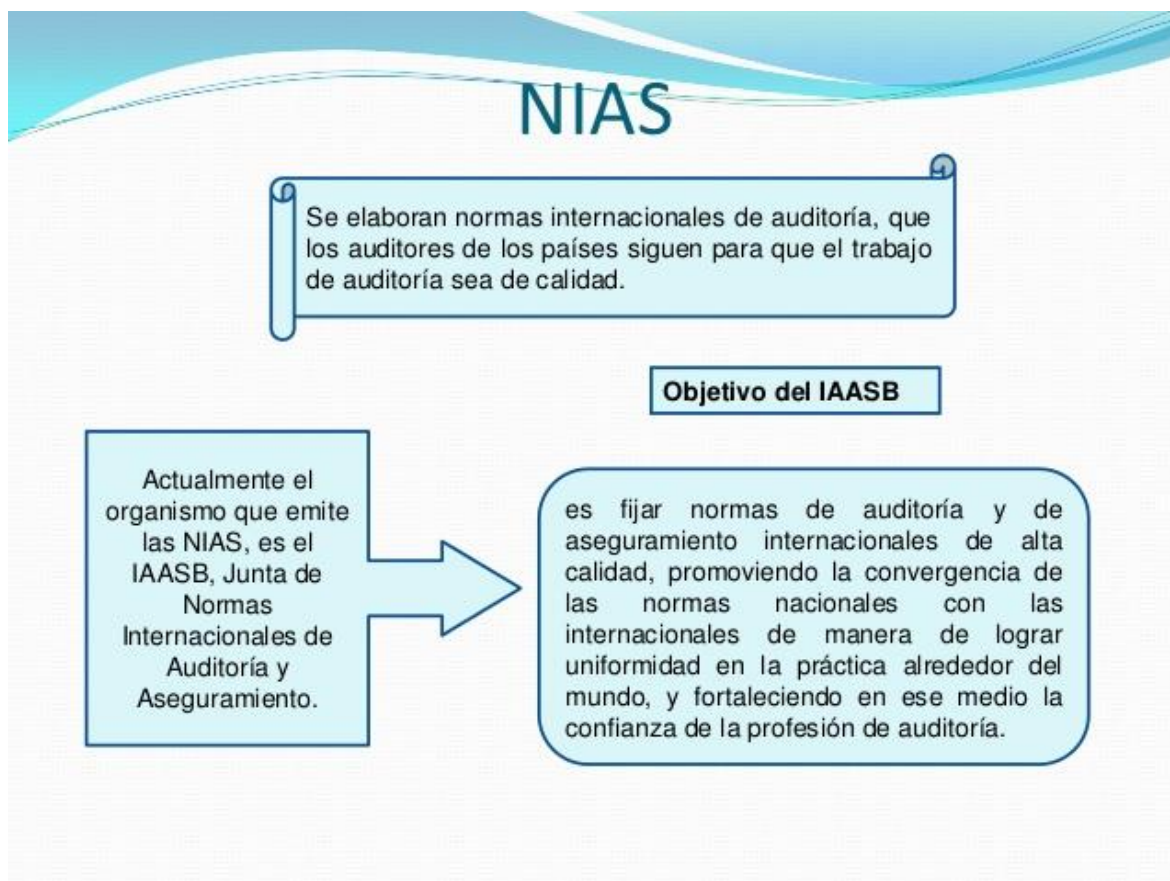 NIAS
Se elaboran normas internacionales de auditoría, que
los auditores de los países siguen para que el trabajo
de auditoría sea de calidad.
Objetivo del IAASB
Actualmente el
organismo que emite
las NIAS, es el
IAASB, Junta de
Normas
Internacionales de
Auditoría y
Aseguramiento.
es fijar normas de auditoría y de
aseguramiento internacionales de alta
calidad, promoviendo la convergencia de
las normas nacionales con las
internacionales de manera de lograr
uniformidad en la práctica alrededor del
mundo, y fortaleciendo en ese medio la
confianza de la profesión de auditoría.